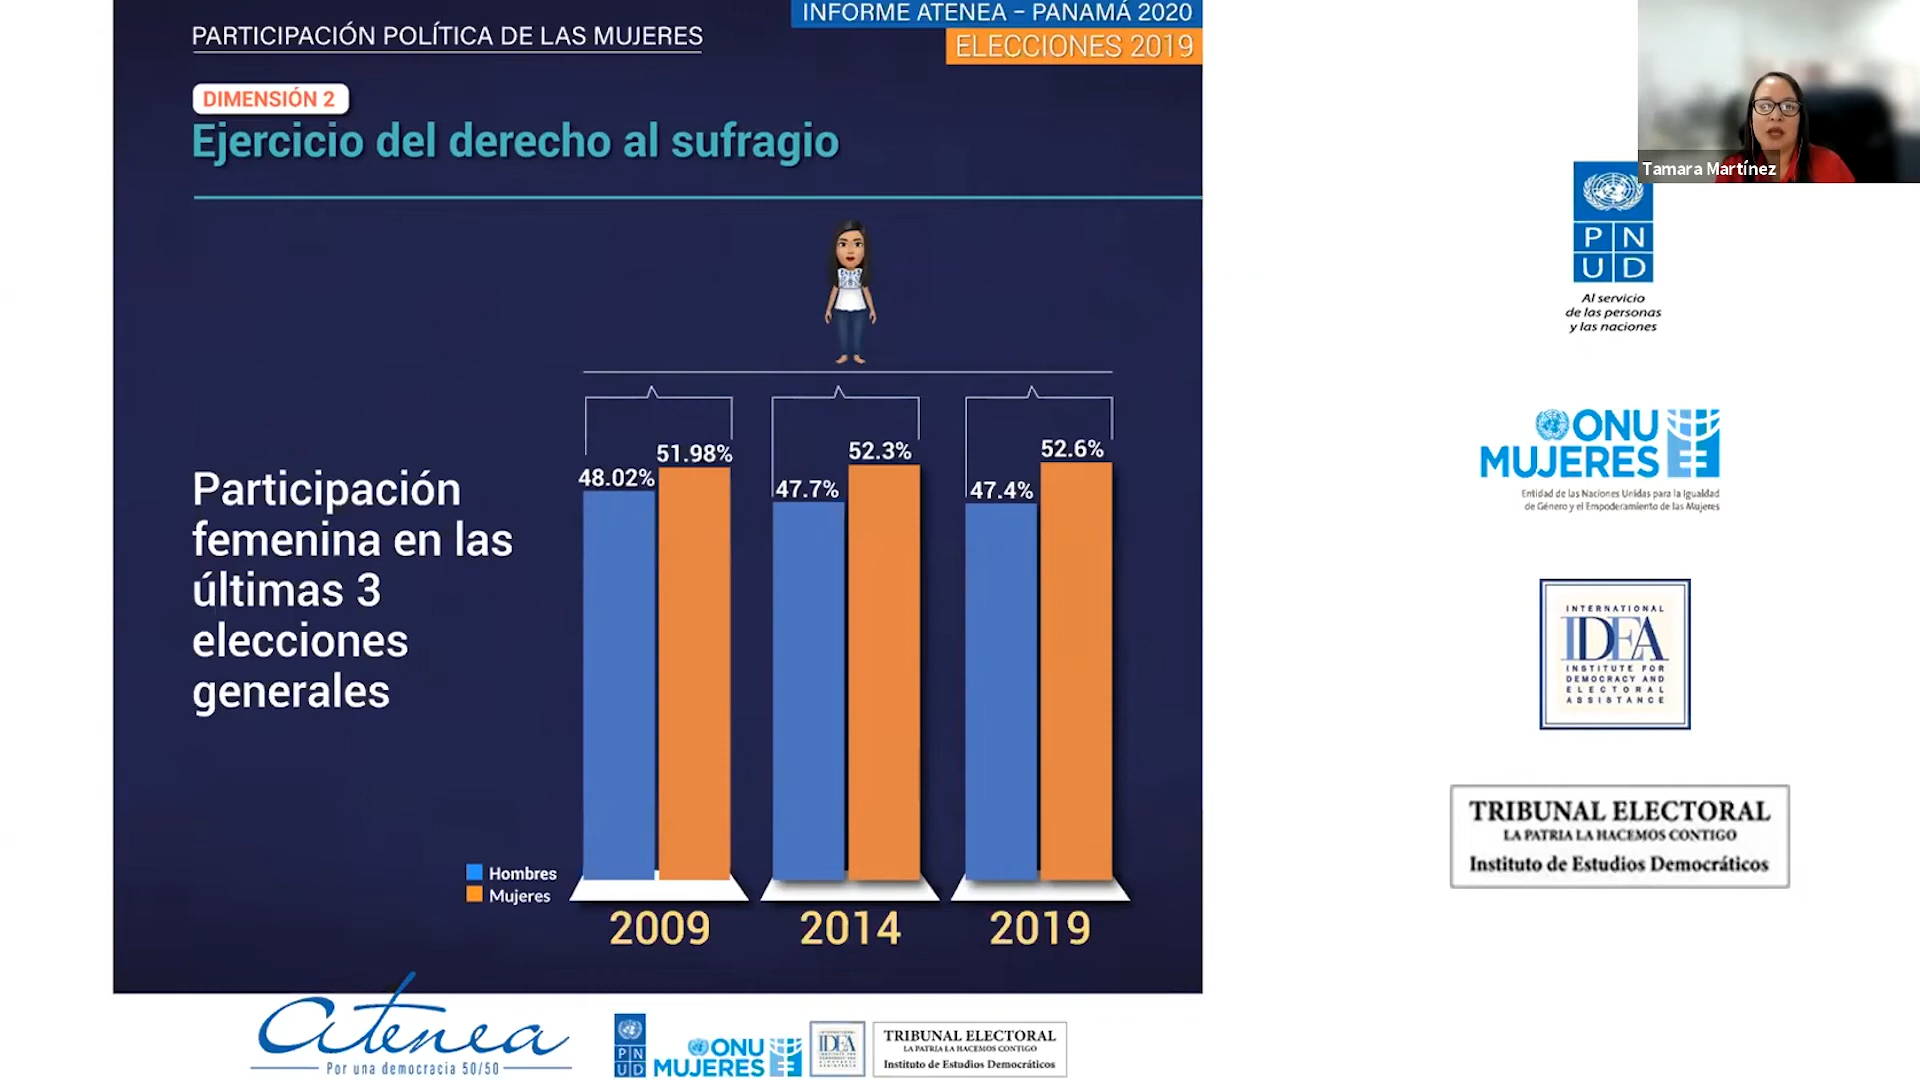 PARTICIPACIÓN POLÍTICA DE LAS MUJERES
INFORME ATENEA – PANAMÁ 2020
ELECCIONES 2019
DIMENSIÓN 2
Ejercicio del derecho al sufragio
Participación
femenina en las
últimas 3
elecciones
generales
48.02%
51.98%
47.7%
52.3%
47.4%
52.6%
Hombres
Mujeres
2009
2014
2019
atenea
Por una democracia 50/50
PN
UD
ONU
MUJERES
IDEA
TRIBUNAL ELECTORAL
LA PATRIA LA HACEMOS CONTIGO
Instituto de Estudios Democráticos
Tamara Martínez
P N
U D
Al servicio
de las personas
y las naciones
ONU
MUJERES
Entidad de las Naciones Unidas para la Igualdad
de Género y el Empoderamiento de las Mujeres
INTERNATIONAL
IDEA
INSTITUTE FOR
DEMOCRACY AND
ELECTORAL
ASSISTANCE
TRIBUNAL ELECTORAL
LA PATRIA LA HACEMOS CONTIGO
Instituto de Estudios Democráticos